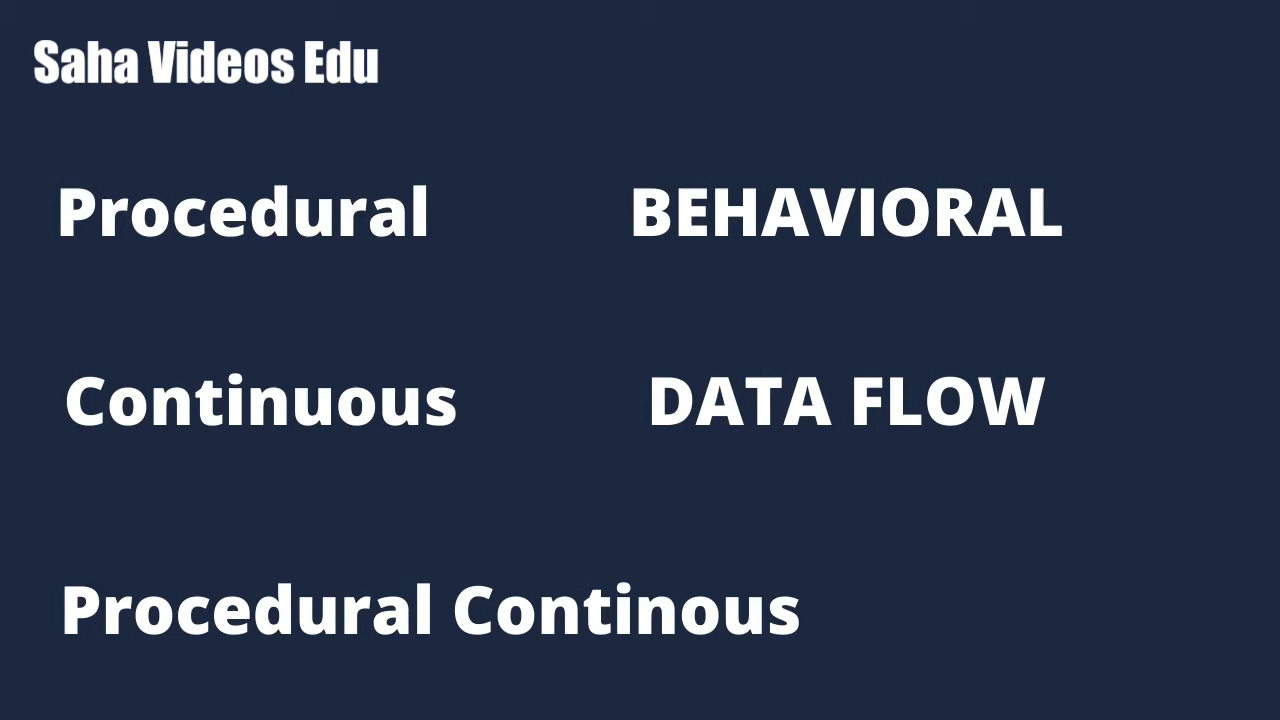 Saha Videos Edu
Procedural BEHAVIORAL
Continuous DATA FLOW
Procedural Continous